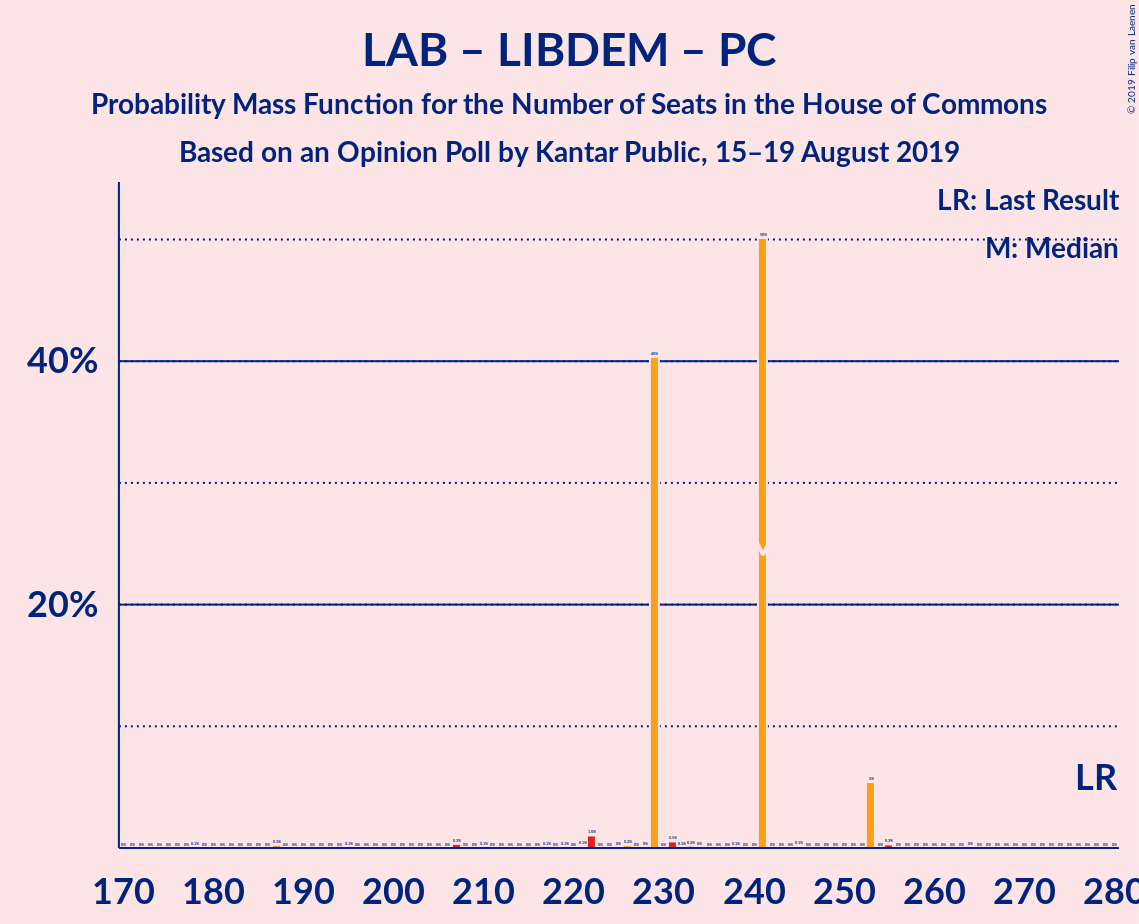 LAB – LIBDEM – PC
Probability Mass Function for the Number of Seats in the House of Commons
Based on an Opinion Poll by Kantar Public, 15–19 August 2019
© 2019 Filip van Laenen
LR: Last Result
M: Median
40%
20%
LR
M
170 180 190 200 210 220 230 240 250 260 270 280